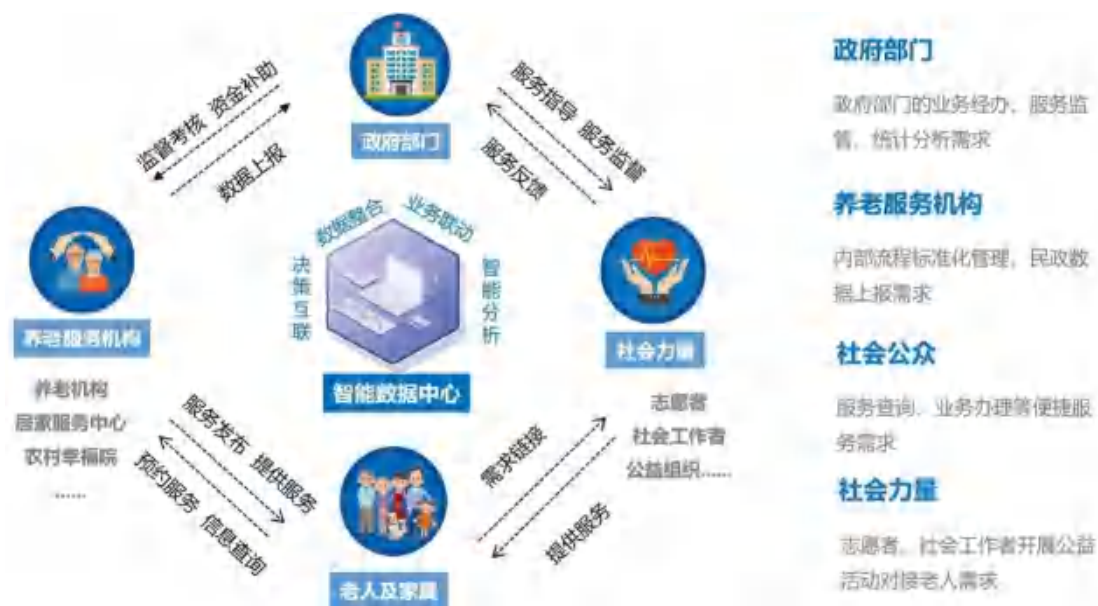 政府部门
监督考核 资金补助
数据上报
服务指导 服务监督
服务反馈
数据整合
业务联动
决策互联
智能分析
智能数据中心
养老服务机构
养老机构
居家服务中心
农村幸福院
……
社会力量
志愿者
社会工作者
公益组织……
服务发布 提供服务
预约服务 信息查询
需求链接
提供服务
老人及家属
政府部门
政府部门的业务经办、服务监
管、统计分析需求
养老服务机构
内部流程标准化管理，民政数
据上报需求
社会公众
服务查询、业务办理等便捷服
务需求
社会力量
志愿者、社会工作者开展公益
活动对接老人需求